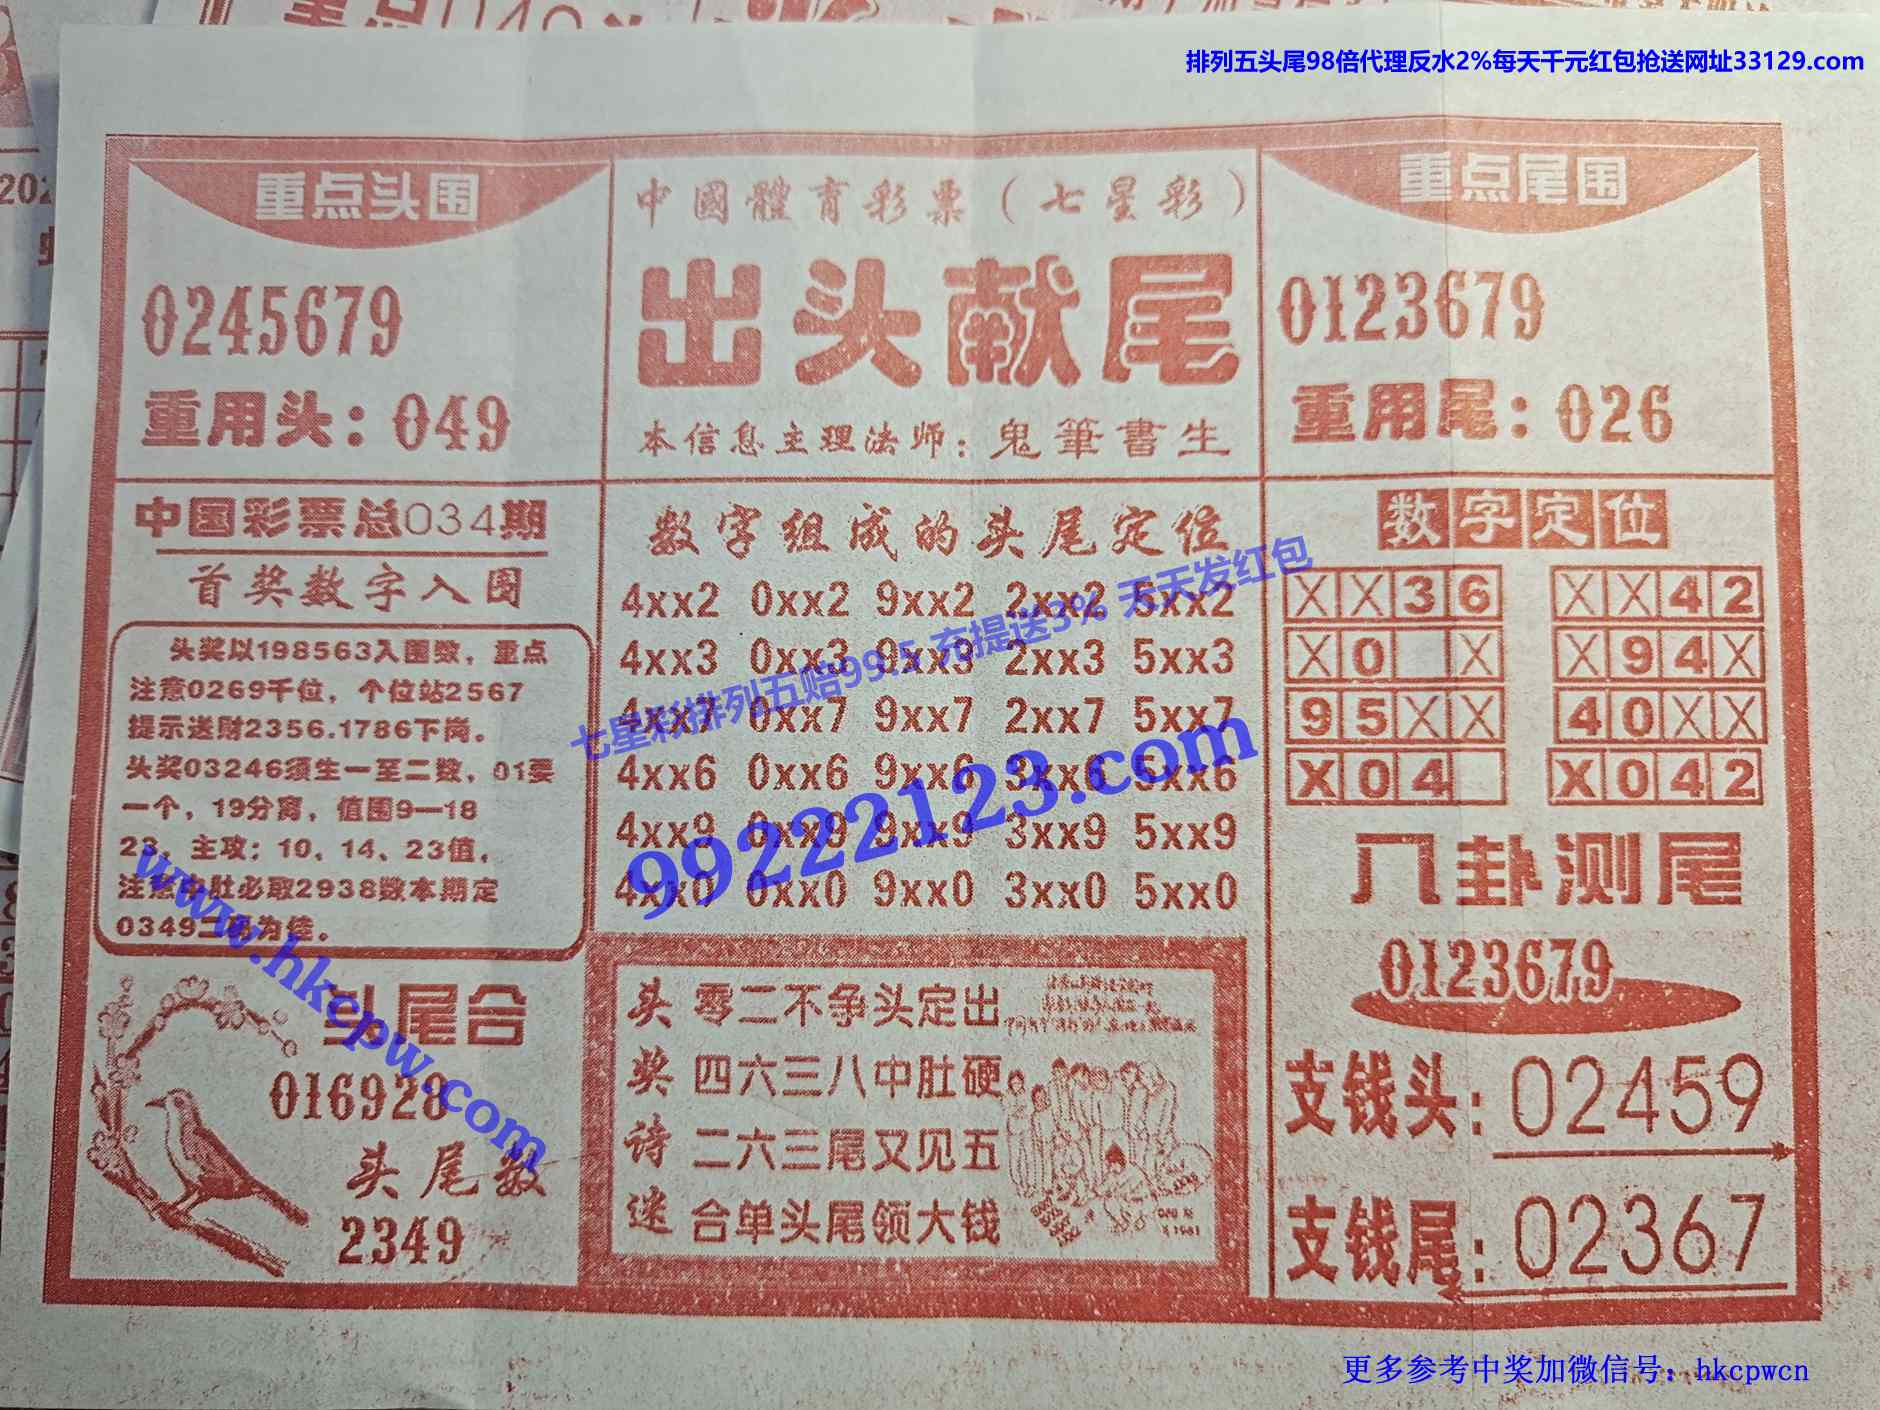 排列五头尾98倍代理反水2%每天千元红包抢送网址33129.com
重点头围
0245679
重用头：049
中國體育彩票（七星彩）
出头献尾
本信息主理法师：鬼筆書生
重点尾围
0123679
重用尾：026
中国彩票总034期
首奖数字入围
头奖以198563入围数，重点
注意0269千位，个位站2567
提示送财2356.1786下岗。
头奖03246须生一至二数，01要
一个，19分离，值围9—18
23，主攻：10、14、23值，
注意中肚必取2938数本期定
0349二码为佳。
头尾合
016928
头尾数
2349
数字组成的头尾定位
4xx2 0xx2 9xx2 2xx2 5xx2
4xx3 0xx3 9xx3 2xx3 5xx3
4xx7 0xx7 9xx7 2xx7 5xx7
4xx6 0xx6 9xx6 3xx6 5xx6
4xx9 0xx9 9xx9 3xx9 5xx9
4xx0 0xx0 9xx0 3xx0 5xx0
头奖诗迷
零二不争头定出
四六三八中肚硬
二六三尾又见五
合单头尾领大钱
数字定位
XX36 XX42
X0 X X94X
95XX 40XX
X04 X042
八卦测尾
0123679
支钱头：02459
支钱尾：02367
七星彩排列五赔99.5 充提送3% 天天发红包
99222123.com
www.hkcpw.com
更多参考中奖加微信号：hkcpwcn